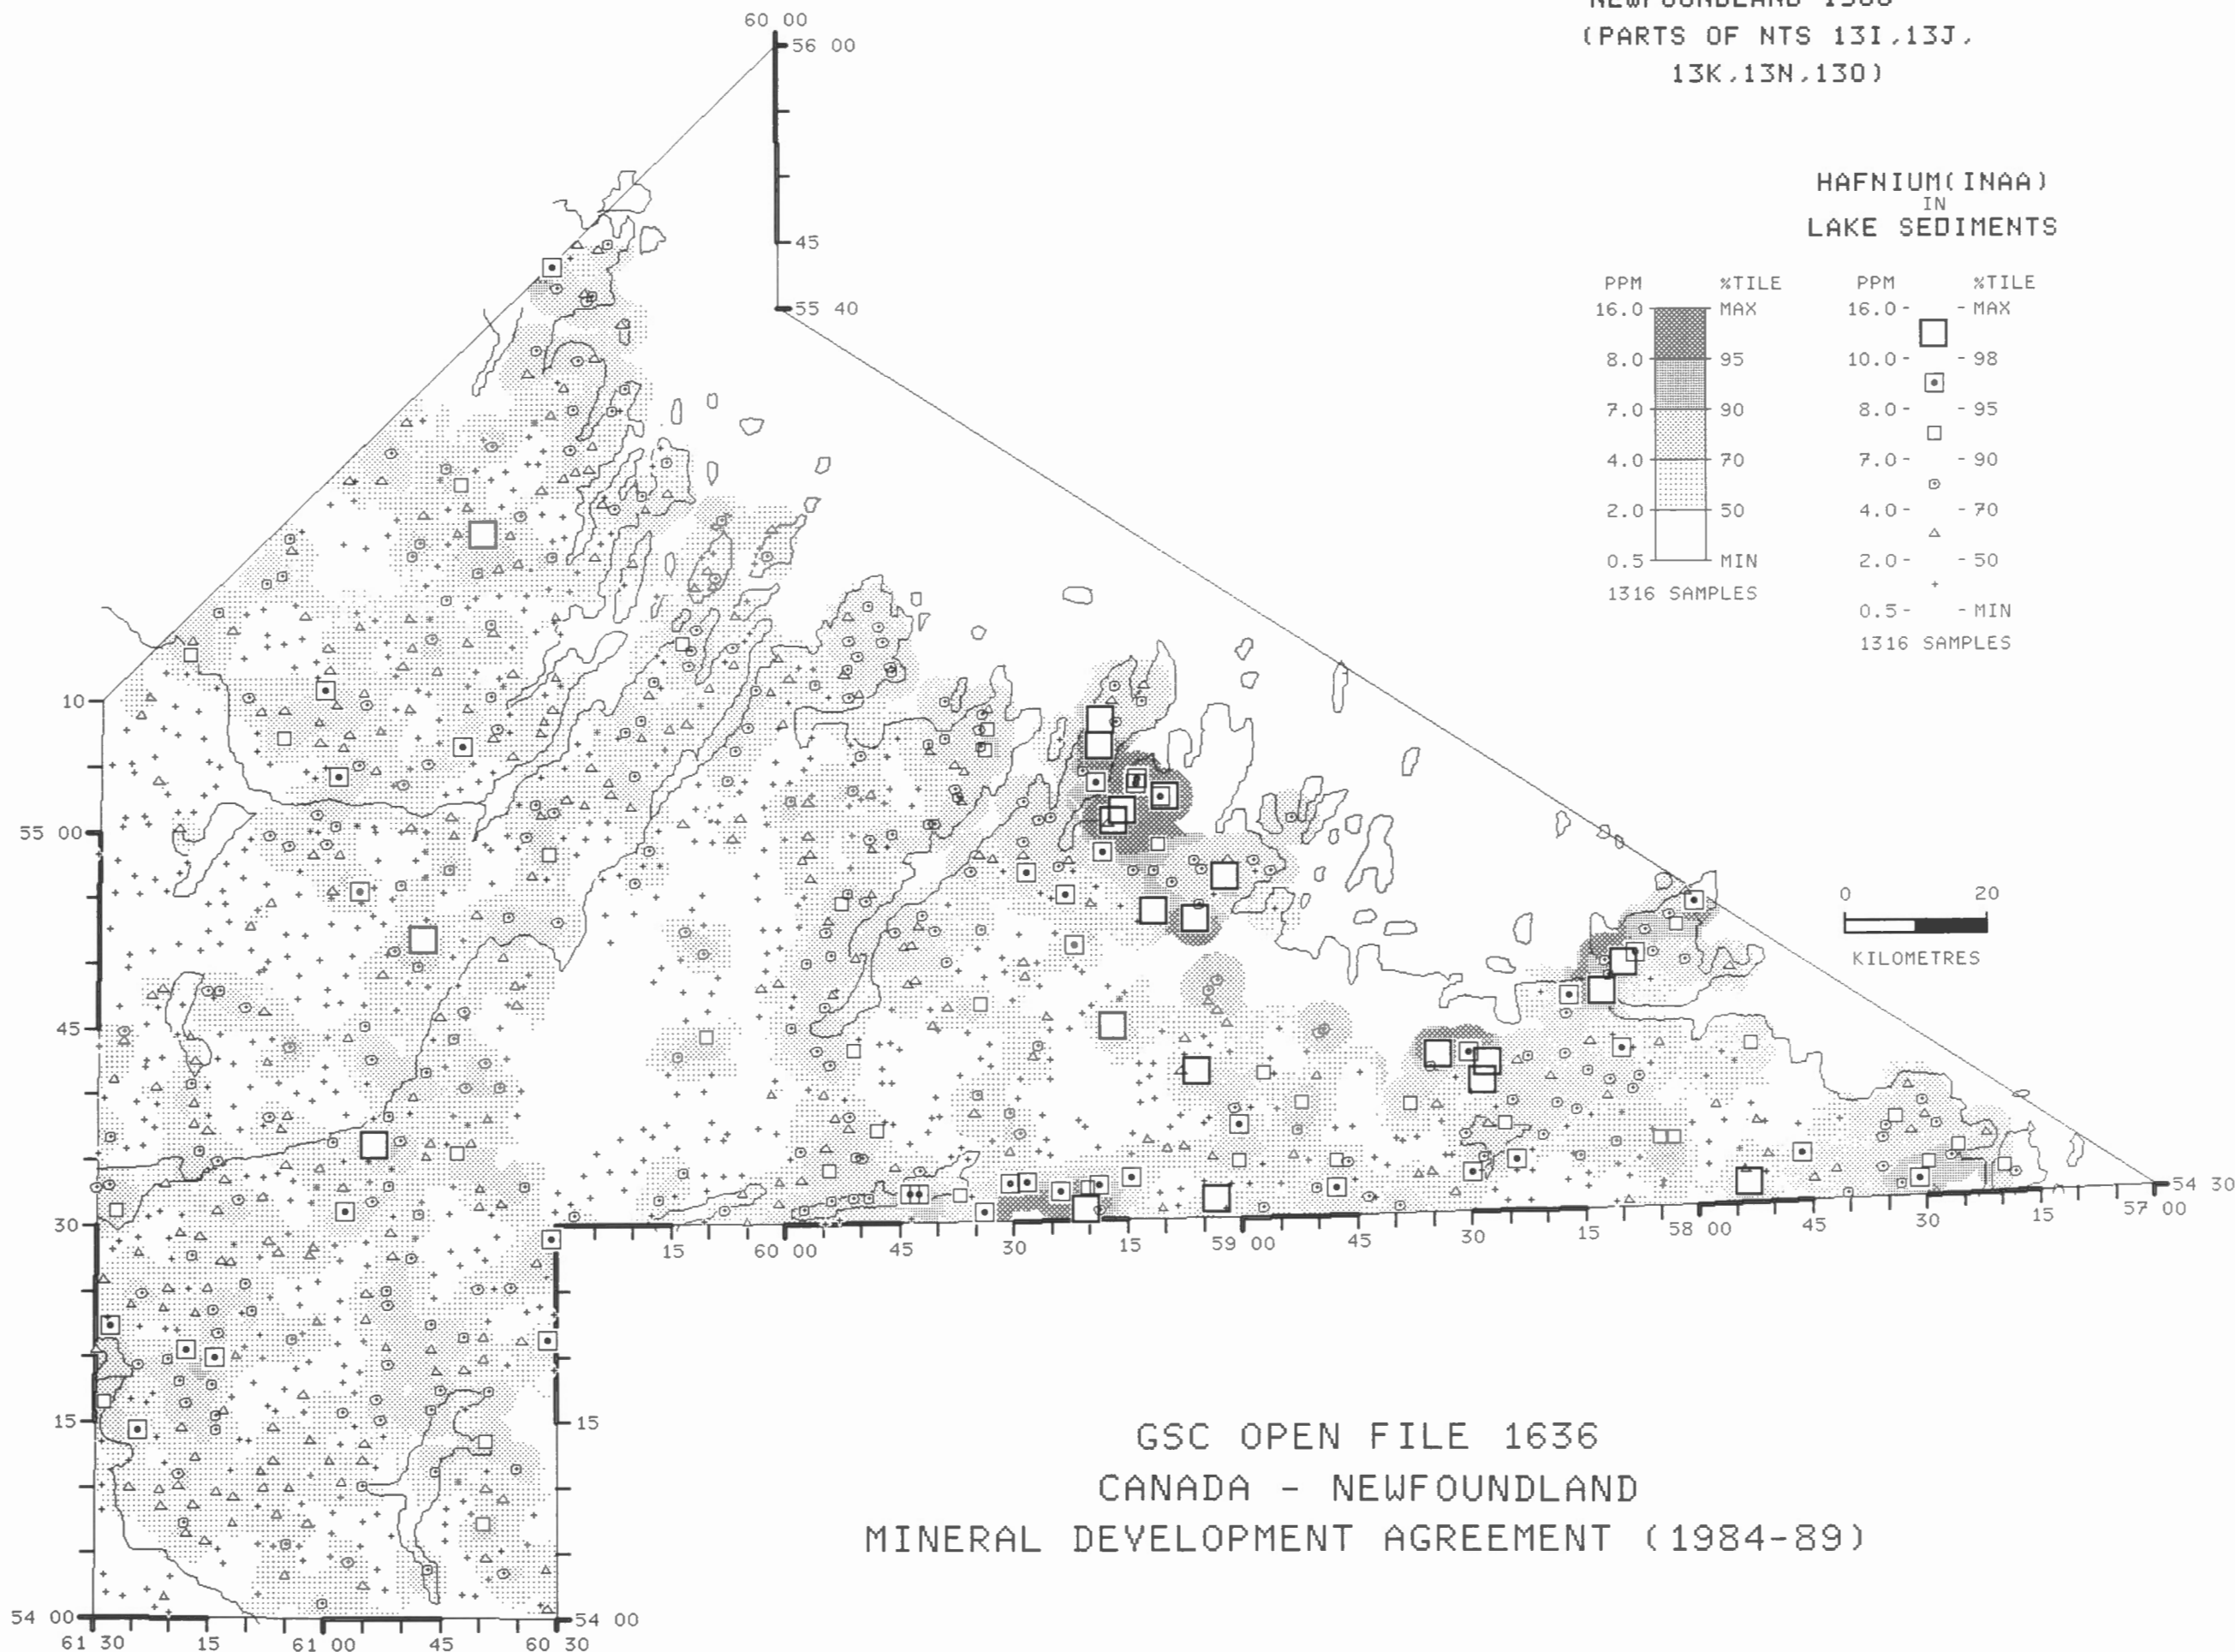 60 00
56 00
NEWFOUNDLAND 1988
(PARTS OF NTS 13I,13J,
13K,13N,13O)
HAFNIUM(INAA)
IN
LAKE SEDIMENTS
45
55 40
PPM %TILE
16.0 MAX
8.0 95
7.0 90
4.0 70
2.0 50
0.5 MIN
1316 SAMPLES
PPM %TILE
16.0- - MAX
10.0- - 98
8.0- - 95
7.0- - 90
4.0- - 70
2.0- - 50
0.5- - MIN
1316 SAMPLES
10
55 00
0 20
KILOMETRES
45
54 30
30
15 60 00 45 30 15 59 00 45 30 15 58 00 45 30 15 57 00
15 15
GSC OPEN FILE 1636
CANADA - NEWFOUNDLAND
MINERAL DEVELOPMENT AGREEMENT (1984-89)
54 00 54 00
61 30 15 61 00 45 60 30